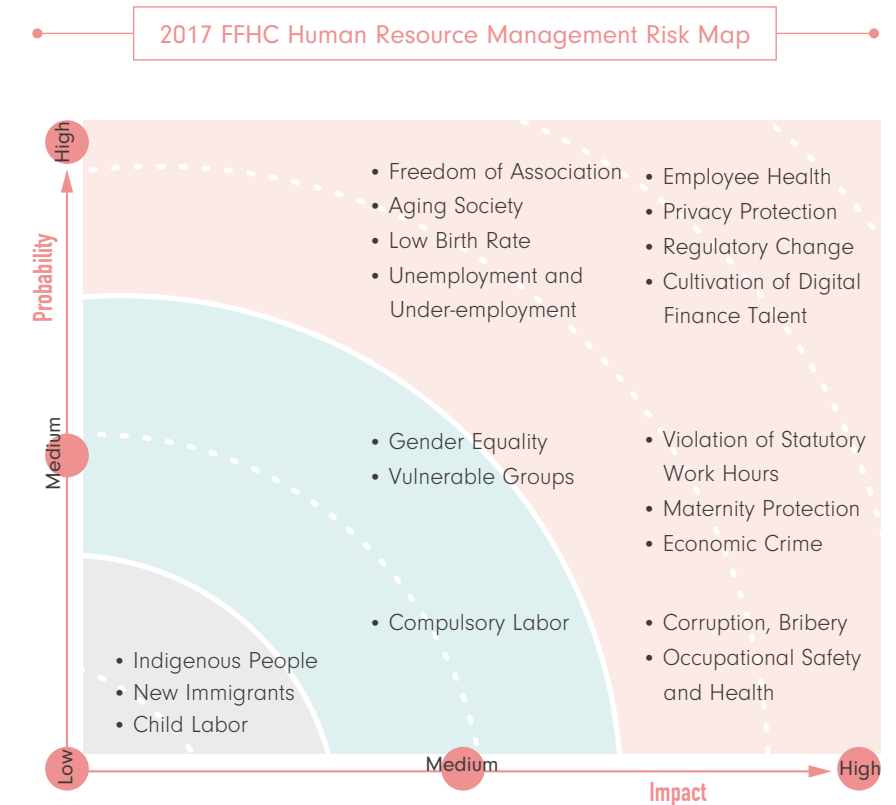 2017 FFHC Human Resource Management Risk Map
High
Probability
Medium
Low
• Freedom of Association
• Aging Society
• Low Birth Rate
• Unemployment and
Under-employment
• Employee Health
• Privacy Protection
• Regulatory Change
• Cultivation of Digital
Finance Talent
• Gender Equality
• Vulnerable Groups
• Violation of Statutory
Work Hours
• Maternity Protection
• Economic Crime
• Indigenous People
• New Immigrants
• Child Labor
• Compulsory Labor
• Corruption, Bribery
• Occupational Safety
and Health
Medium
High
Impact